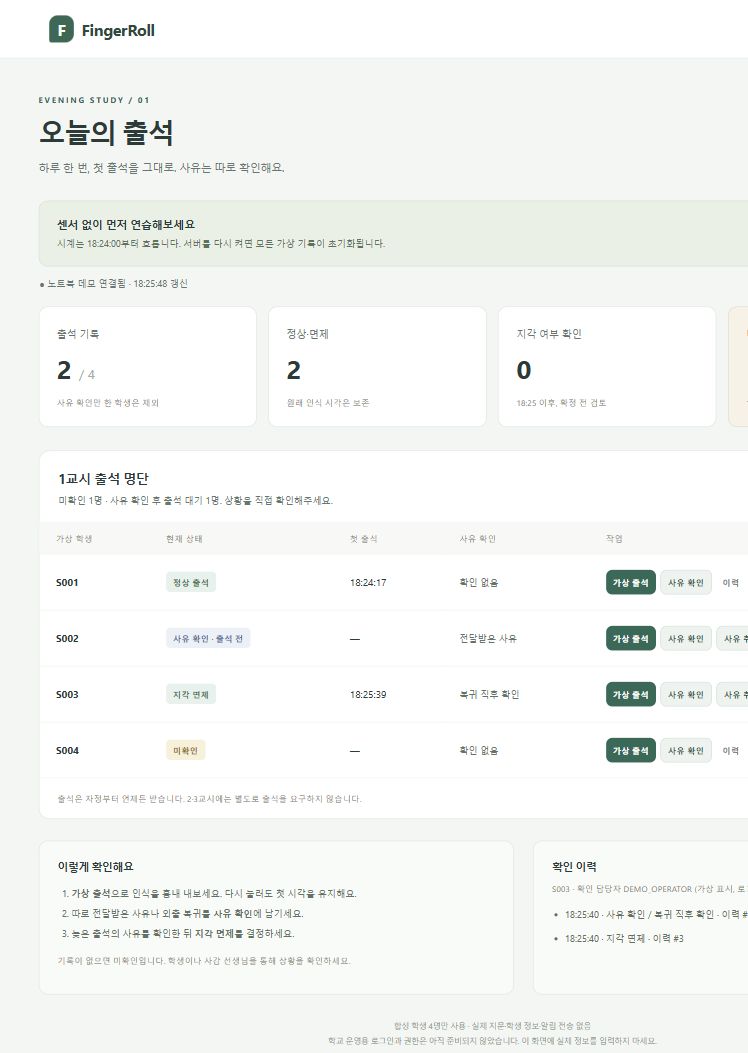 F FingerRoll
EVENING STUDY / 01
오늘의 출석
하루 한 번, 첫 출석을 그대로. 사유는 따로 확인해요.
센서 없이 먼저 연습해보세요
시계는 18:24:00부터 흐릅니다. 서버를 다시 켜면 모든 가상 기록이 초기화됩니다.
● 노트북 데모 연결됨 · 18:25:48 갱신
출석 기록
2 / 4
사유 확인만 한 학생은 제외
정상·면제
2
원래 인식 시각은 보존
지각 여부 확인
0
18:25 이후, 확정 전 검토
1교시 출석 명단
미확인 1명 · 사유 확인 후 출석 대기 1명. 상황을 직접 확인해주세요.
가상 학생 현재 상태 첫 출석 사유 확인 작업
S001 정상 출석 18:24:17 확인 없음 가상 출석 사유 확인 이력
S002 사유 확인 · 출석 전 — 전달받은 사유 가상 출석 사유 확인 사유
S003 지각 면제 18:25:39 복귀 직후 확인 가상 출석 사유 확인 사유
S004 미확인 — 확인 없음 가상 출석 사유 확인 이력
출석은 자정부터 언제든 받습니다. 2·3교시에는 별도로 출석을 요구하지 않습니다.
이렇게 확인해요
1. 가상 출석으로 인식을 흉내 내보세요. 다시 눌러도 첫 시각을 유지해요.
2. 따로 전달받은 사유나 외출 복귀를 사유 확인에 남기세요.
3. 늦은 출석의 사유를 확인한 뒤 지각 면제를 결정하세요.
기록이 없으면 미확인입니다. 학생이나 사감 선생님을 통해 상황을 확인하세요.
확인 이력
S003 · 확인 담당자 DEMO_OPERATOR (가상 표시, 로
• 18:25:40 · 사유 확인 / 복귀 직후 확인 · 이력 #
• 18:25:40 · 지각 면제 · 이력 #3
합성 학생 4명만 사용 · 실제 지문·학생 정보·알림 전송 없음
학교 운영용 로그인과 권한은 아직 준비되지 않았습니다. 이 화면에 실제 정보를 입력하지 마세요.